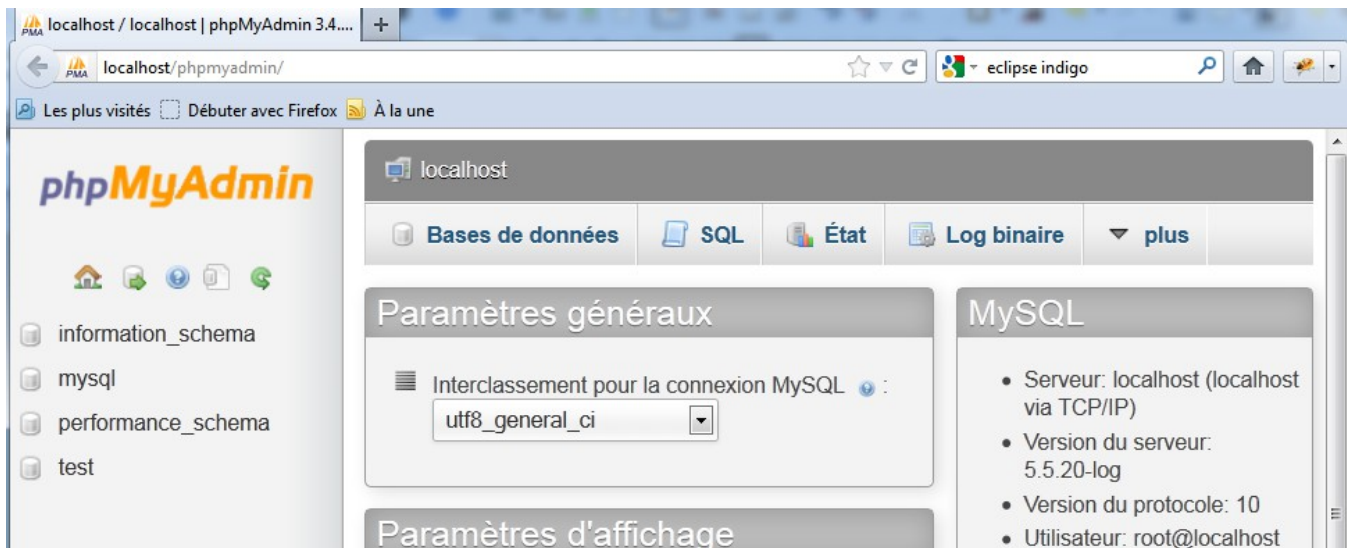 localhost / localhost | phpMyAdmin 3.4....
PMA
localhost/phpmyadmin/
PMA
eclipse indigo
Les plus visités
Débuter avec Firefox
À la une
phpMyAdmin
information_schema
mysql
performance_schema
test
localhost
Bases de données
SQL
État
Log binaire
plus
Paramètres généraux
Interclassement pour la connexion MySQL :
utf8_general_ci
Paramètres d'affichage
MySQL
Serveur: localhost (localhost
via TCP/IP)
Version du serveur:
5.5.20-log
Version du protocole: 10
Utilisateur: root@localhost